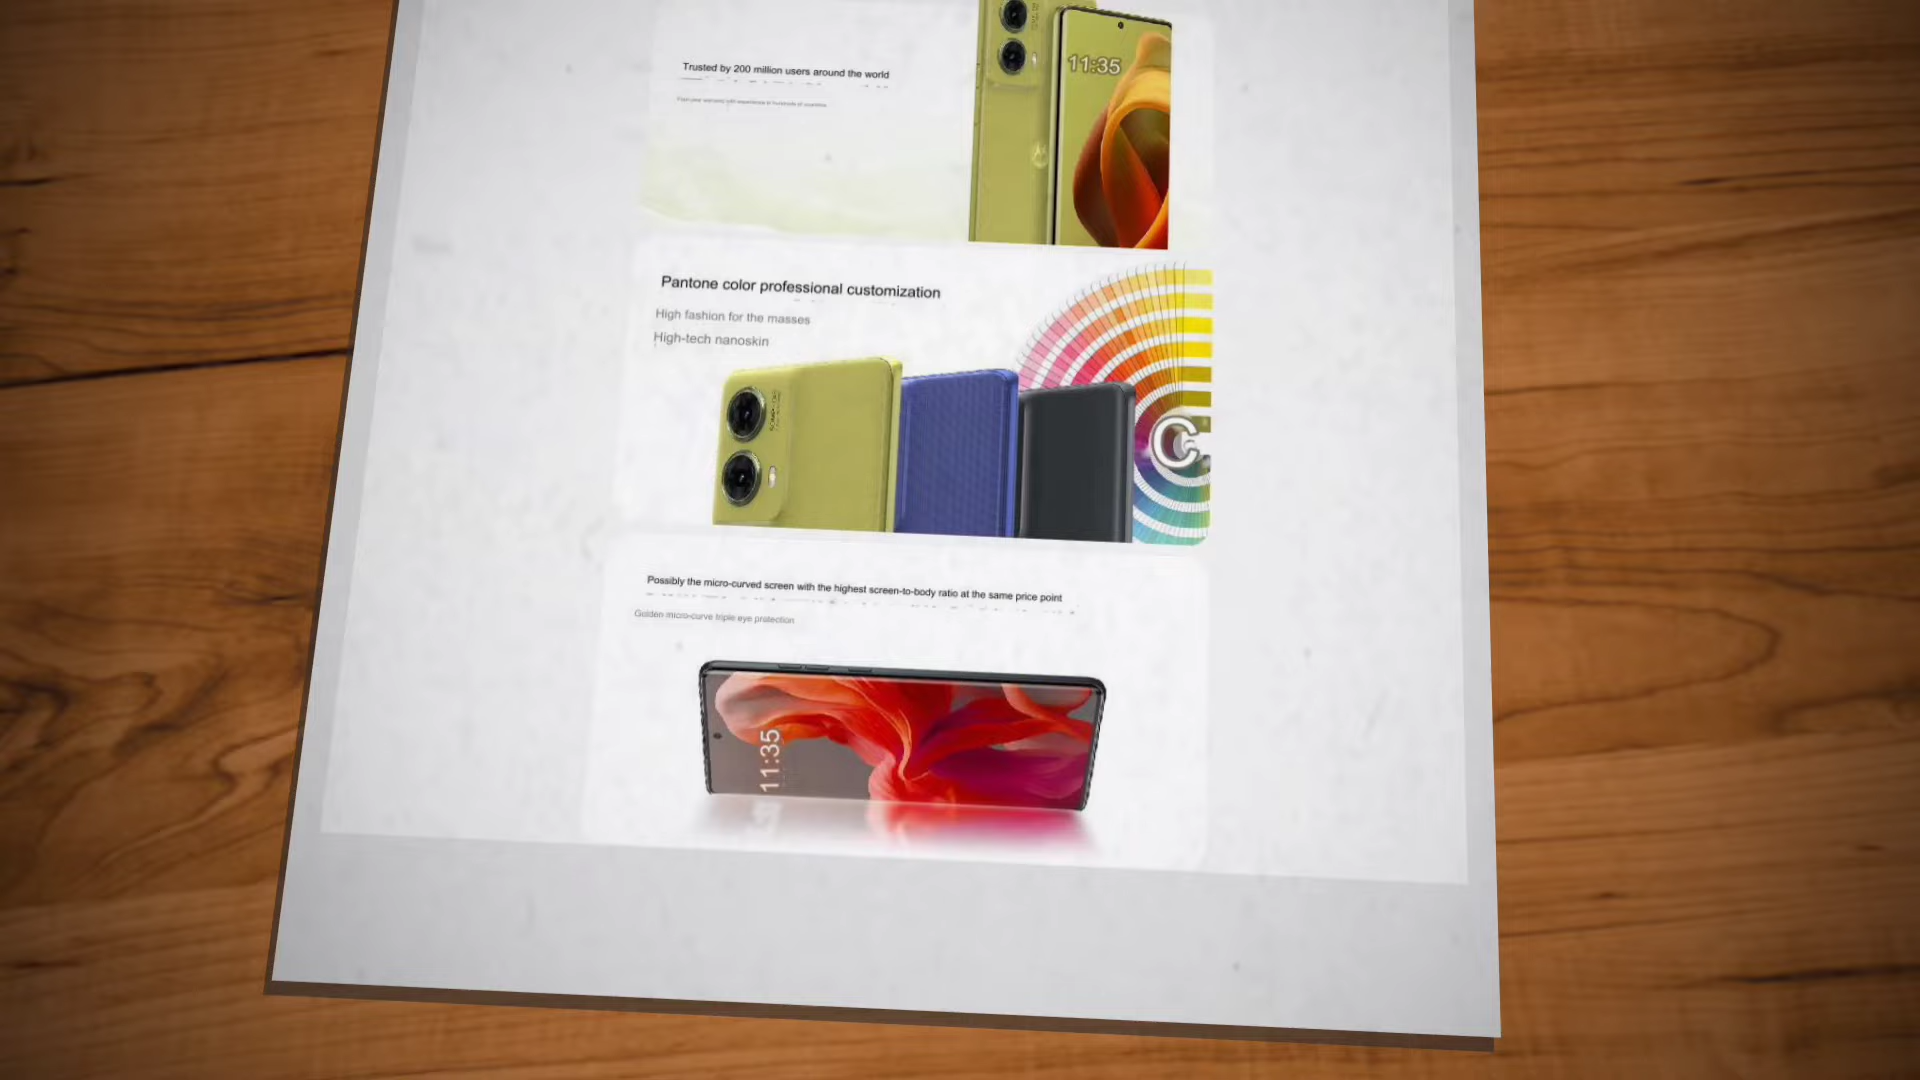 Trusted by 200 million users around the world
11:35
Pantone color professional customization
High fashion for the masses
High-tech nanoskin
C
Possibly the micro-curved screen with the highest screen-to-body ratio at the same price point
Golden micro-curve triple eye protection
11:35